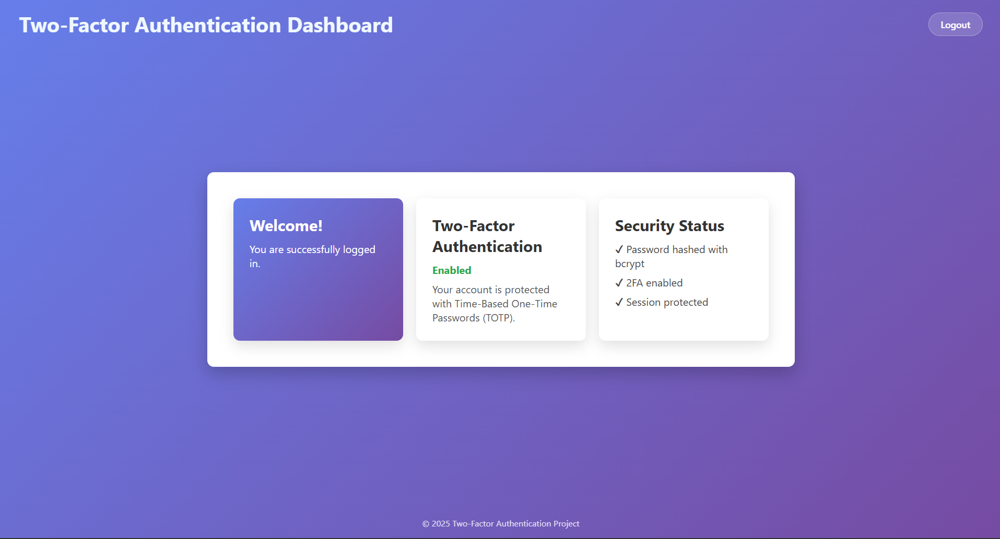 Two-Factor Authentication Dashboard
Logout
Welcome!
You are successfully logged
in.
Two-Factor
Authentication
Enabled
Your account is protected
with Time-Based One-Time
Passwords (TOTP).
Security Status
✓ Password hashed with
bcrypt
✓ 2FA enabled
✓ Session protected
© 2025 Two-Factor Authentication Project